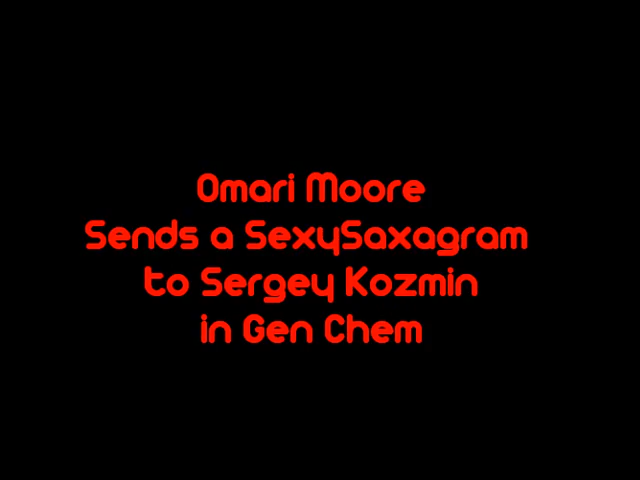 Omari Moore
Sends a SexySaxagram
to Sergey Kozmin
in Gen Chem